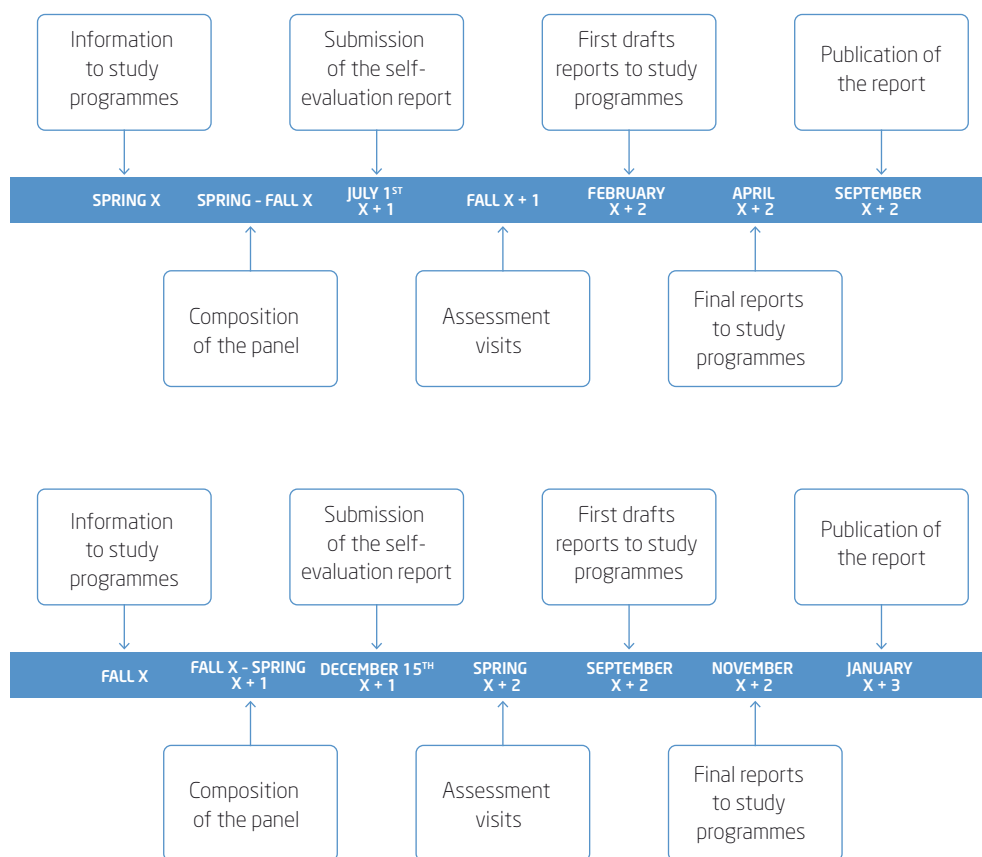 Information
to study
programmes
Submission
of the self-
evaluation report
First drafts
reports to study
programmes
Publication of
the report
SPRING X
SPRING – FALL X
JULY 1ST
X + 1
FALL X + 1
FEBRUARY
X + 2
APRIL
X + 2
SEPTEMBER
X + 2
Composition
of the panel
Assessment
visits
Final reports
to study
programmes
Information
to study
programmes
Submission
of the self-
evaluation report
First drafts
reports to study
programmes
Publication of
the report
FALL X
FALL X – SPRING
X + 1
DECEMBER 15TH
X + 1
SPRING
X + 2
SEPTEMBER
X + 2
NOVEMBER
X + 2
JANUARY
X + 3
Composition
of the panel
Assessment
visits
Final reports
to study
programmes